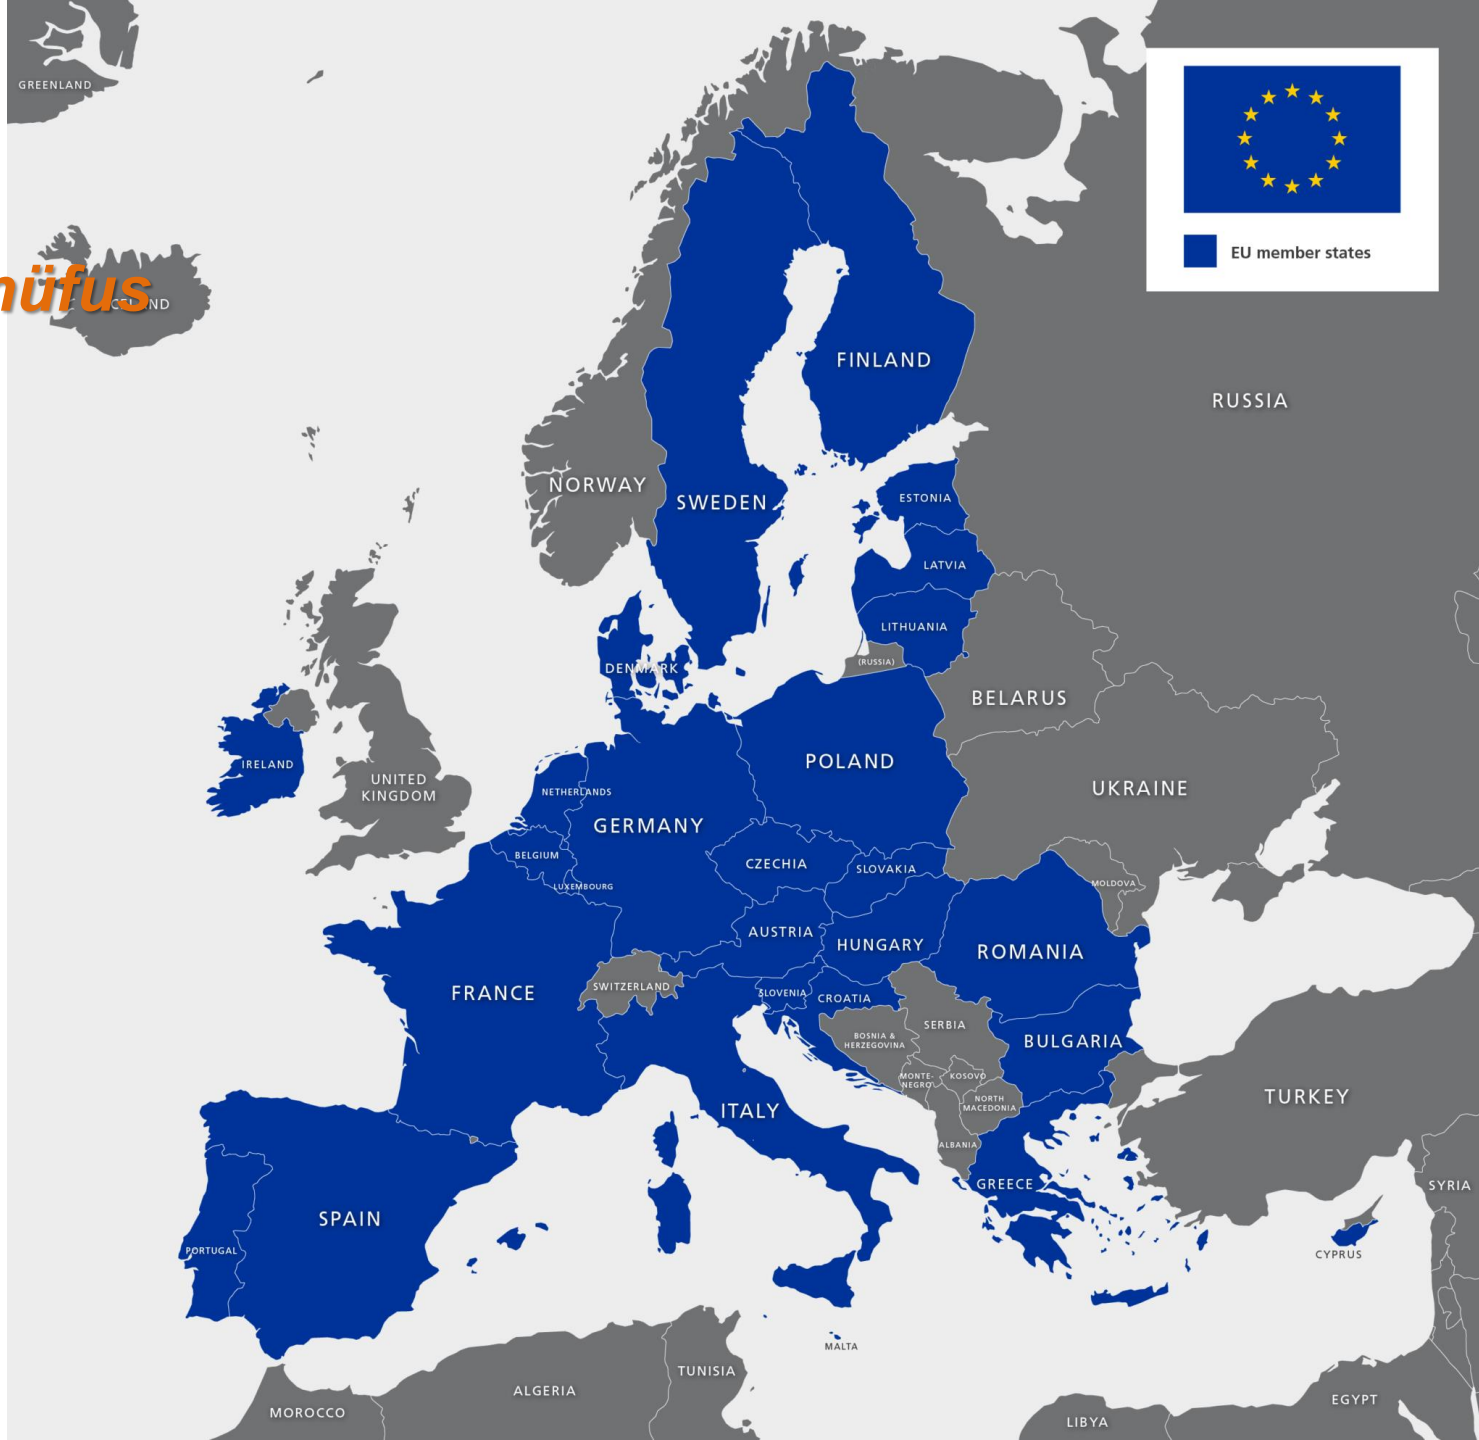 GREENLAND
EU member states
nüfus
ICELAND
FINLAND
RUSSIA
NORWAY
SWEDEN
ESTONIA
LATVIA
LITHUANIA
(RUSSIA)
DENMARK
BELARUS
IRELAND
UNITED
KINGDOM
POLAND
UKRAINE
NETHERLANDS
GERMANY
BELGIUM
CZECHIA
SLOVAKIA
LUXEMBOURG
MOLDOVA
AUSTRIA
HUNGARY
ROMANIA
FRANCE
SWITZERLAND
SLOVENIA
CROATIA
SERBIA
BOSNIA &
HERZEGOVINA
BULGARIA
MONTE-
NEGRO
KOSOVO
NORTH
MACEDONIA
TURKEY
ITALY
ALBANIA
GREECE
SYRIA
SPAIN
PORTUGAL
CYPRUS
MALTA
TUNISIA
ALGERIA
MOROCCO
EGYPT
LIBYA